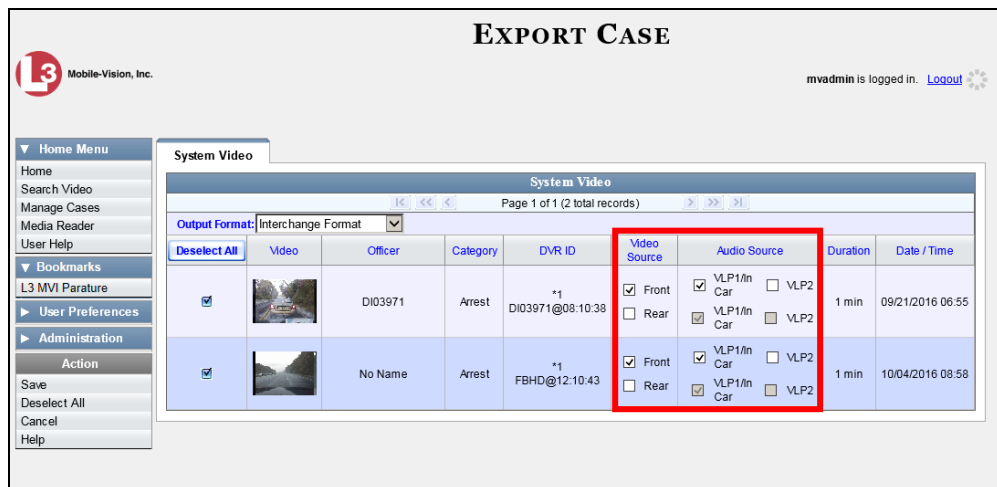 EXPORT CASE
L3 Mobile-Vision, Inc.
mvadmin is logged in. Logout
▼ Home Menu
Home
Search Video
Manage Cases
Media Reader
User Help
▼ Bookmarks
L3 MVI Parature
▶ User Preferences
▶ Administration
Action
Save
Deselect All
Cancel
Help
System Video
System Video
Page 1 of 1 (2 total records)
Output Format: Interchange Format
Deselect All Video Officer Category DVR ID Video Source Audio Source Duration Date / Time
DI03971 Arrest *1 DI03971@08:10:38 1 min 09/21/2016 06:55
Front VLP1/In Car VLP2
Rear VLP1/In Car VLP2
No Name Arrest *1 FBHD@12:10:43 1 min 10/04/2016 08:58
Front VLP1/In Car VLP2
Rear VLP1/In Car VLP2